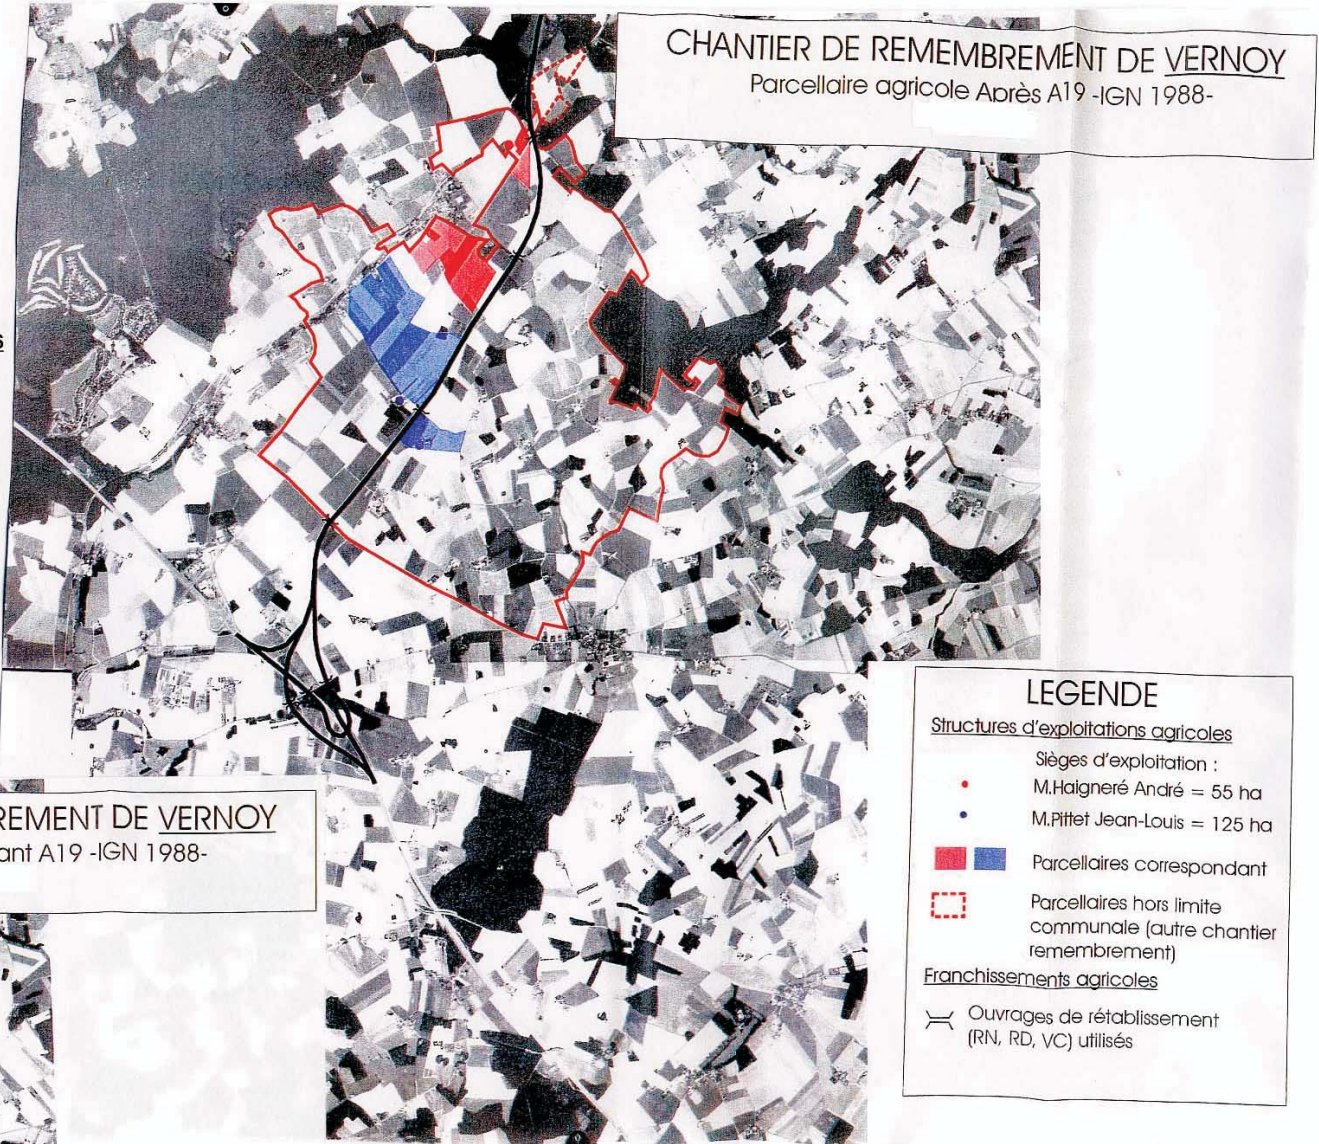 CHANTIER DE REMEMBREMENT DE VERNOY
Parcellaire agricole Après A19 -IGN 1988-
S
REMENT DE VERNOY
ant A19 -IGN 1988-
LEGENDE
Structures d'exploitations agricoles
Sièges d'exploitation :
M.Haigneré André = 55 ha
M.Pittet Jean-Louis = 125 ha
Parcellaires correspondant
Parcellaires hors limite
communale (autre chantier
remembrement)
Franchissements agricoles
Ouvrages de rétablissement
(RN, RD, VC) utilisés